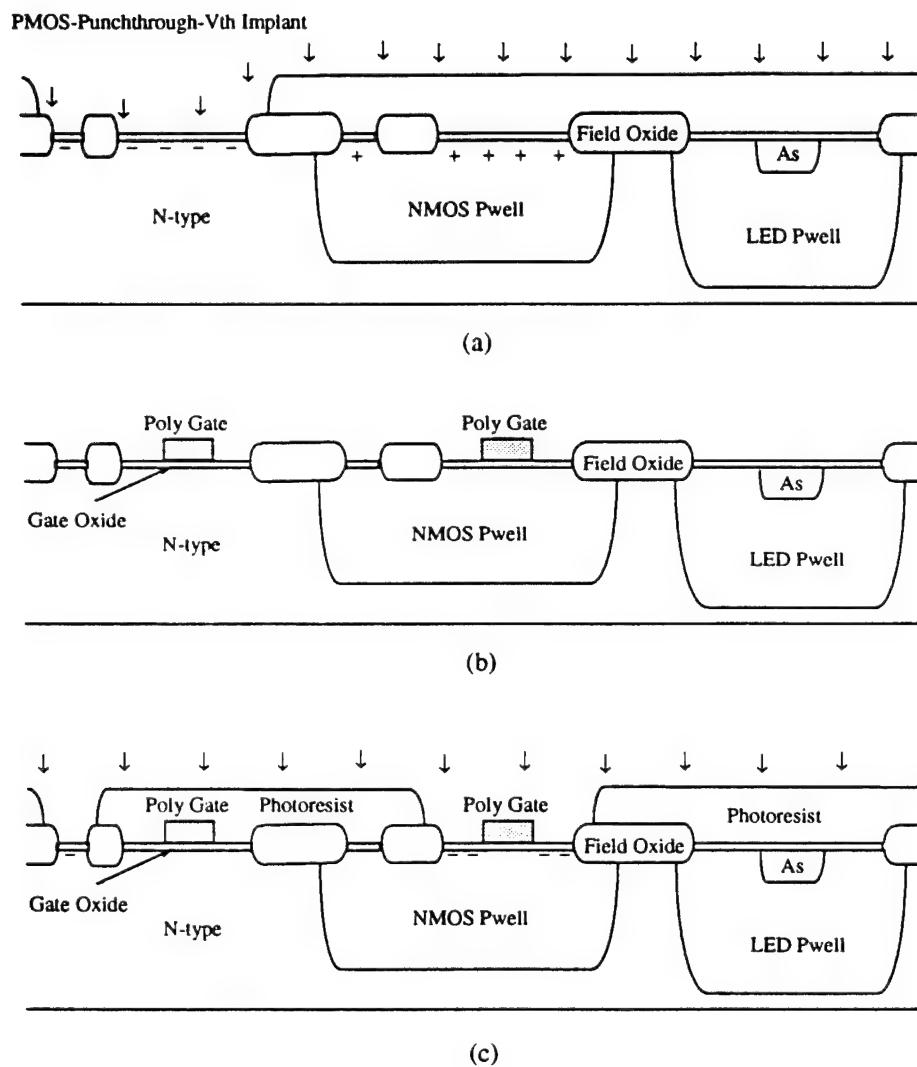 PMOS-Punchthrough-Vth Implant
Field Oxide
As
N-type
NMOS Pwell
LED Pwell
(a)
Poly Gate
Poly Gate
Field Oxide
As
Gate Oxide
N-type
NMOS Pwell
LED Pwell
(b)
Poly Gate
Photoresist
Poly Gate
Photoresist
Field Oxide
As
Gate Oxide
N-type
NMOS Pwell
LED Pwell
(c)